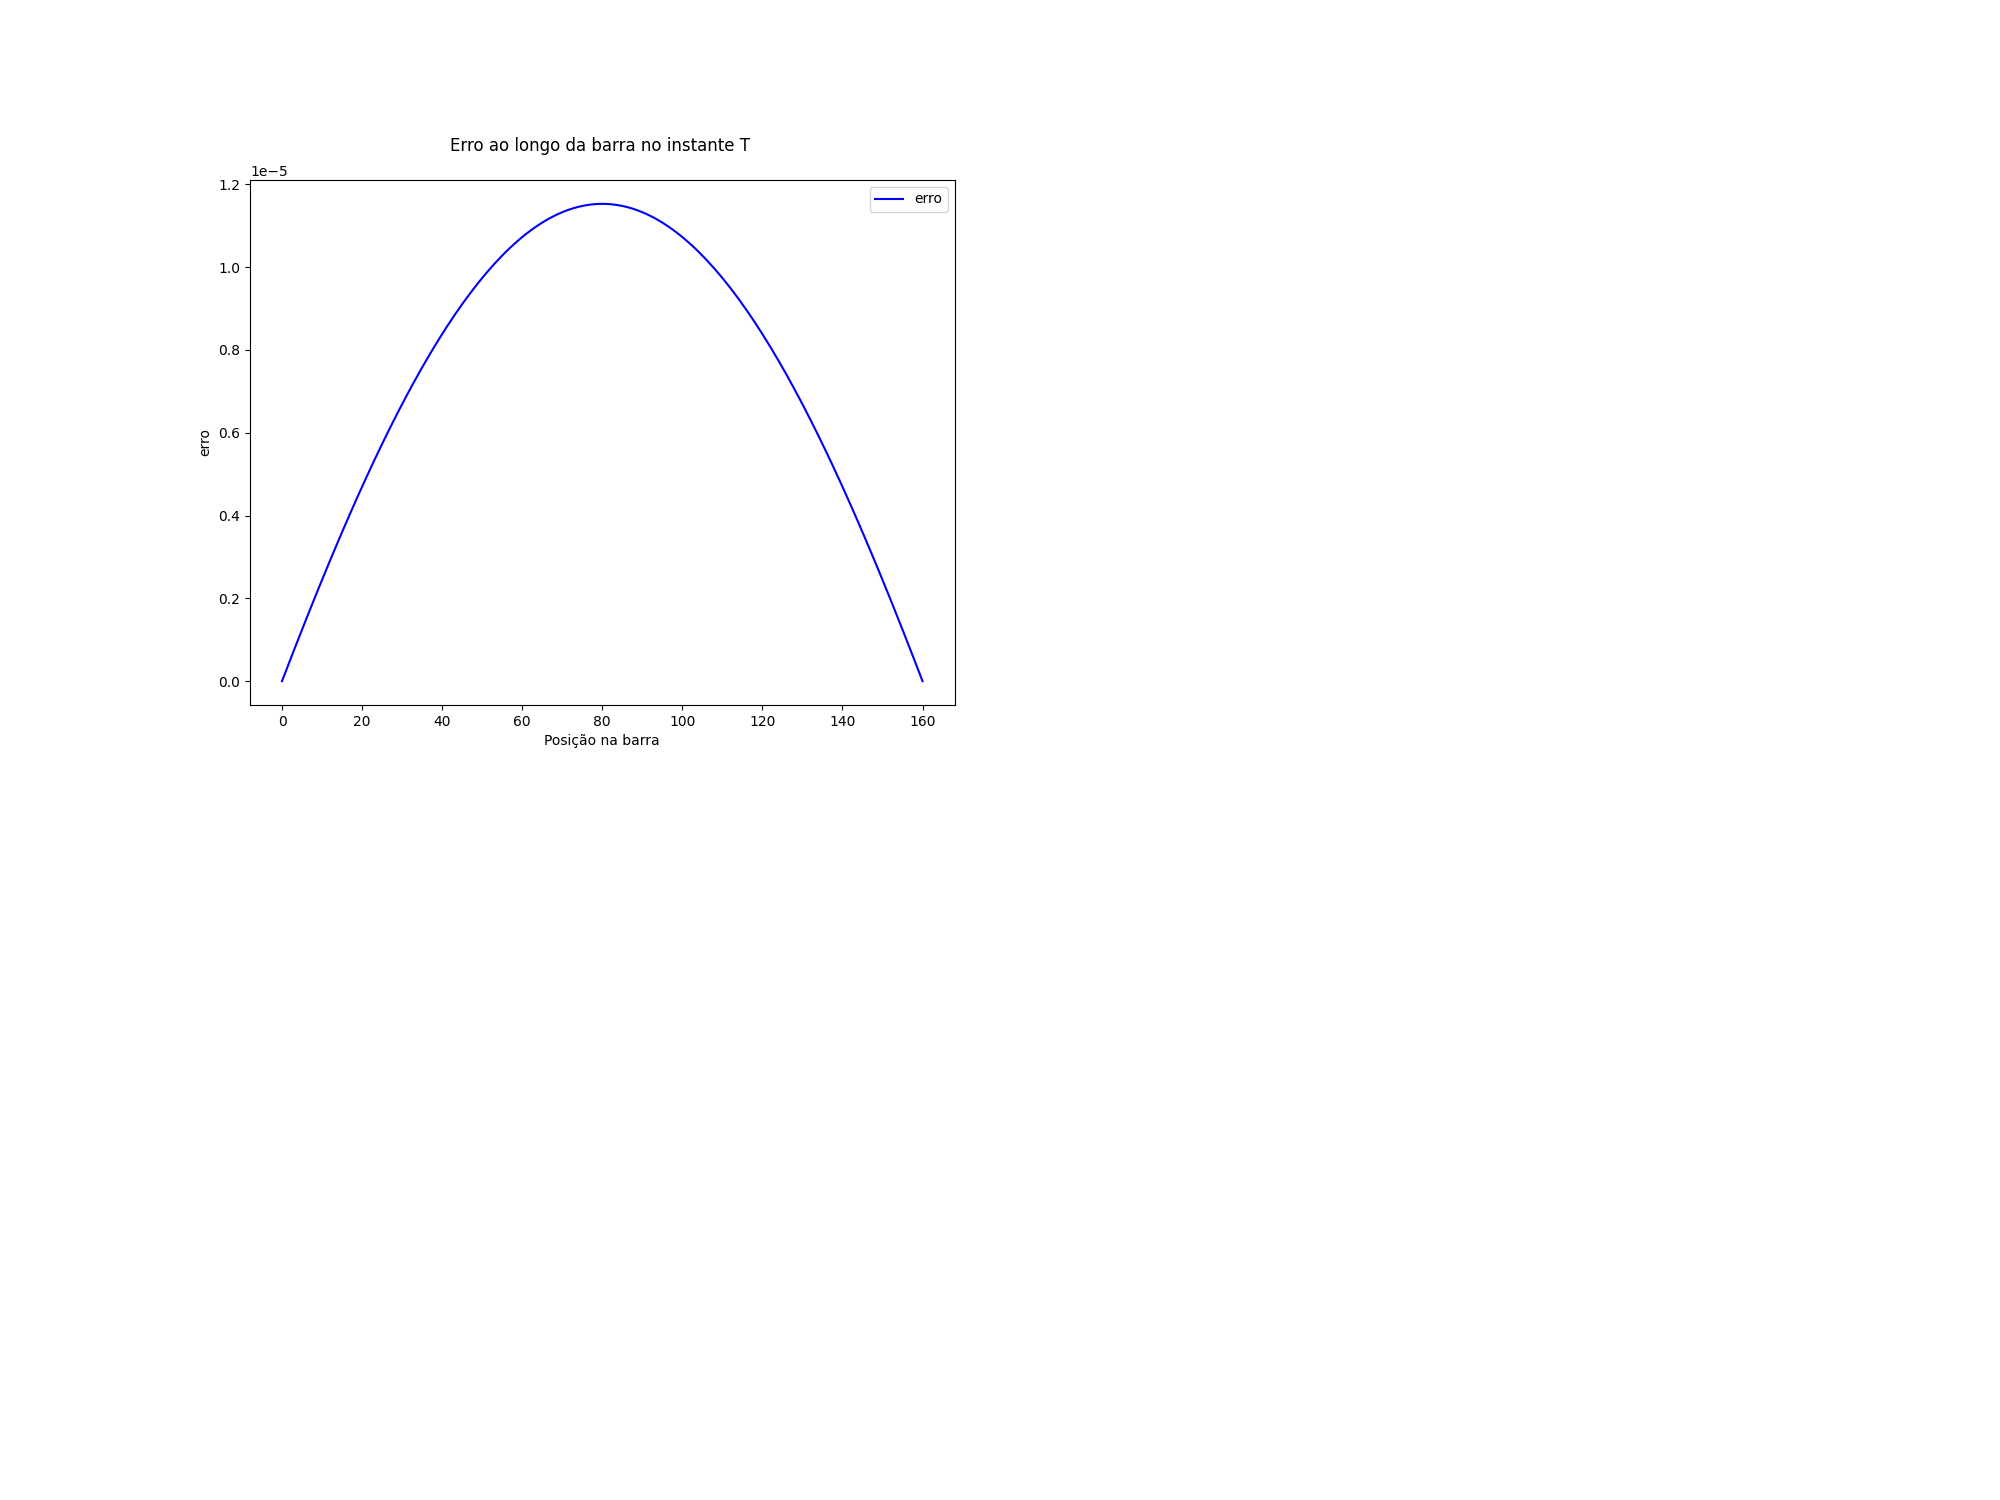 Erro ao longo da barra no instante T
1e−5
erro
1.2
1.0
0.8
0.6
0.4
0.2
0.0
erro
0 20 40 60 80 100 120 140 160
Posição na barra